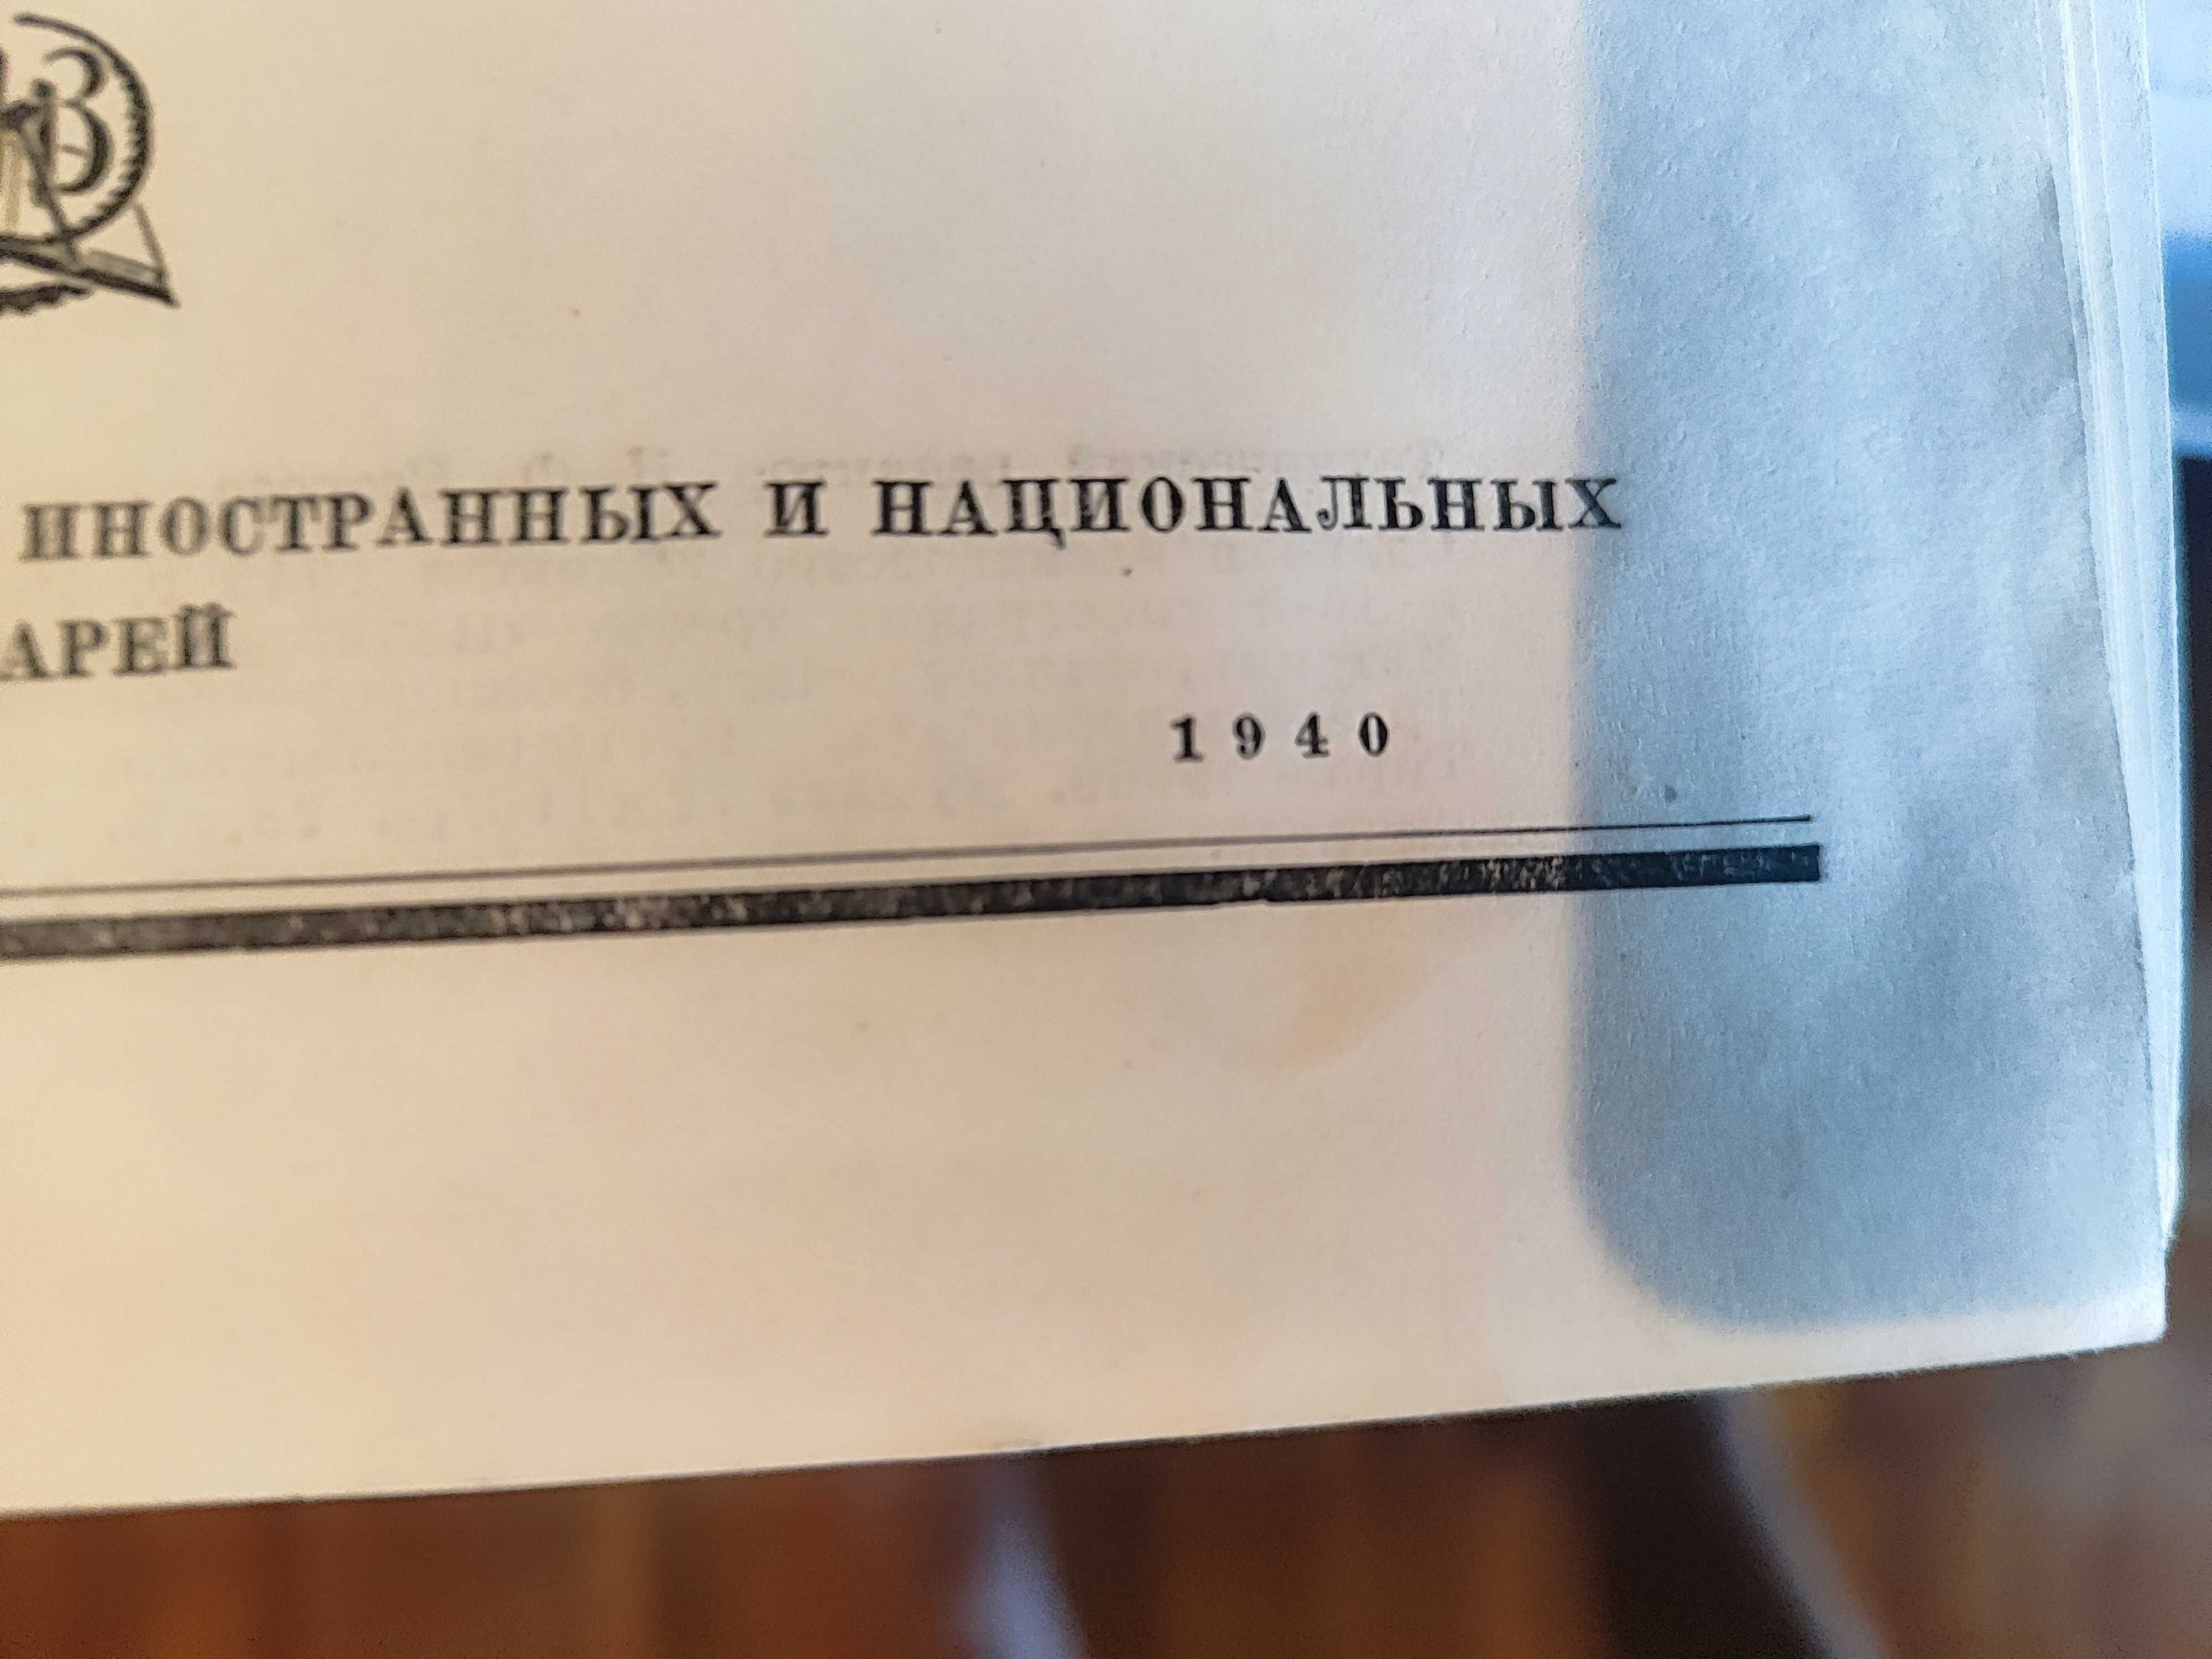 ИНОСТРАННЫХ И НАЦИОНАЛЬНЫХ
АРЕЙ
1940